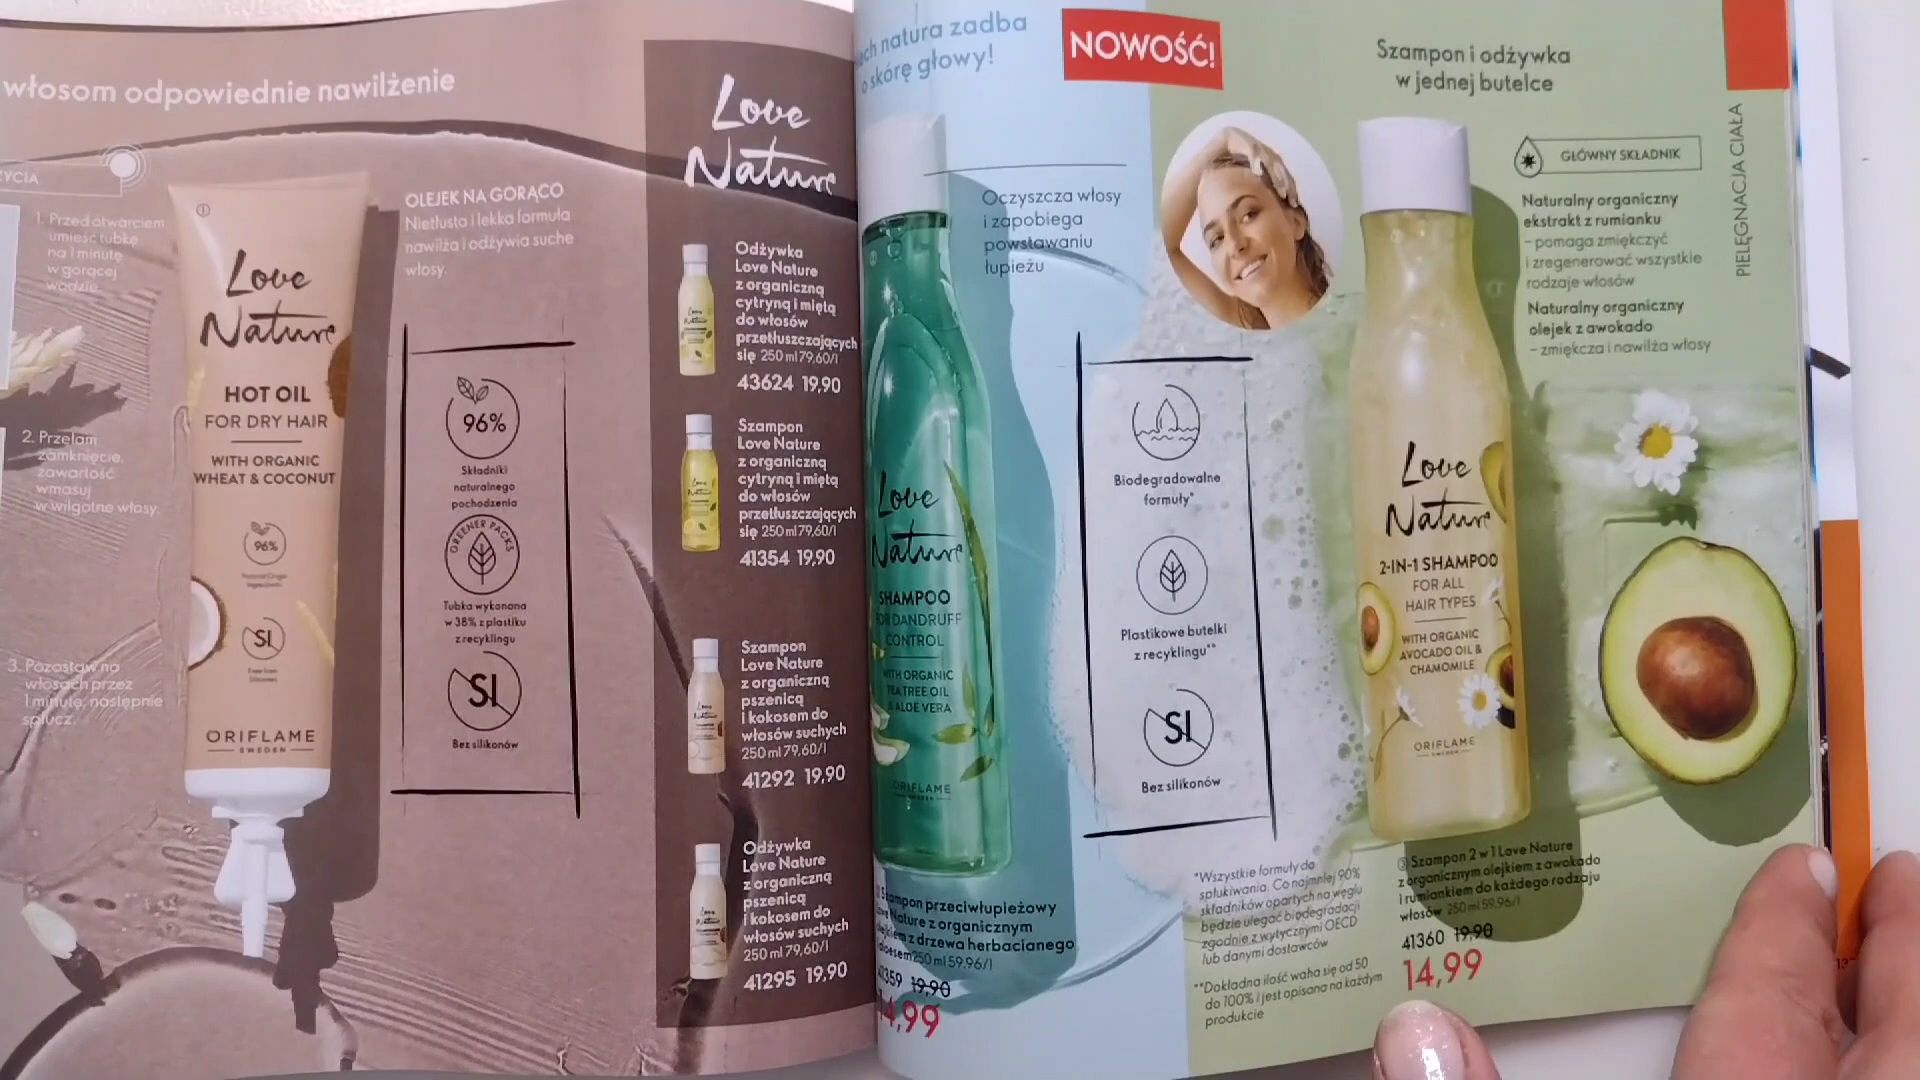 włosom odpowiednie nawilżenie
1. Przed otwarciem
umieść tubkę
na 1 minutę
w gorącej
wodzie.
2. Przełam
zamknięcie,
zawartość
wmasuj
w wilgotne włosy.
3. Pozostaw na
włosach przez
1 minutę, następnie
spłucz.
Love
Nature
HOT OIL
FOR DRY HAIR
WITH ORGANIC
WHEAT & COCONUT
96%
SI
ORIFLAME
SWEDEN
OLEJEK NA GORĄCO
Nietłusta i lekka formuła
nawilża i odżywia suche
włosy.
96%
Składniki
naturalnego
pochodzenia
GREENER PACKS
Tubka wykonana
w 38% z plastiku
z recyklingu
SI
Bez silikonów
Love
Nature
Odżywka
Love Nature
z organiczną
cytryną i miętą
do włosów
przetłuszczających
się 250 ml 79,60/l
43624 19,90
Szampon
Love Nature
z organiczną
cytryną i miętą
do włosów
przetłuszczających
się 250 ml 79,60/l
41354 19,90
Szampon
Love Nature
z organiczną
pszenicą
i kokosem do
włosów suchych
250 ml 79,60/l
41292 19,90
Odżywka
Love Nature
z organiczną
pszenicą
i kokosem do
włosów suchych
250 ml 79,60/l
41295 19,90
natura zadba
o skórę głowy!
NOWOŚĆ!
Oczyszcza włosy
i zapobiega
powstawaniu
łupieżu
Love
Nature
SHAMPOO
FOR DANDRUFF
CONTROL
WITH ORGANIC
TEA TREE OIL
& ALOE VERA
ORIFLAME
SWEDEN
Biodegradowalne
formuły*
Plastikowe butelki
z recyklingu**
SI
Bez silikonów
Szampon przeciwłupieżowy
Love Nature z organicznym
olejkiem z drzewa herbacianego
i aloesem 250 ml 59.96/l
41359 19,90
14,99
*Wszystkie formuły do
spłukiwania. Co najmniej 90%
składników opartych na węglu
będzie ulegać biodegradacji
zgodnie z wytycznymi OECD
lub danymi dostawców
**Dokładna ilość waha się od 50
do 100% i jest opisana na każdym
produkcie
Szampon i odżywka
w jednej butelce
GŁÓWNY SKŁADNIK
Naturalny organiczny
ekstrakt z rumianku
– pomaga zmiękczyć
i zregenerować wszystkie
rodzaje włosów
Naturalny organiczny
olejek z awokado
– zmiękcza i nawilża włosy
PIELĘGNACJA CIAŁA
Love
Nature
2-IN-1 SHAMPOO
FOR ALL
HAIR TYPES
WITH ORGANIC
AVOCADO OIL &
CHAMOMILE
ORIFLAME
SWEDEN
Szampon 2 w 1 Love Nature
z organicznym olejkiem z awokado
i rumiankiem do każdego rodzaju
włosów 250 ml 59.96/l
41360 19,90
14,99